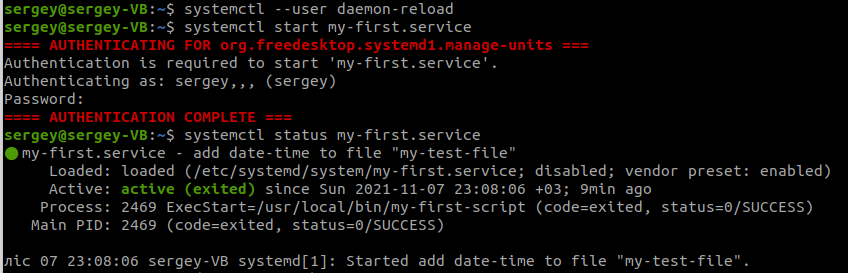 sergey@sergey-VB:~$ systemctl --user daemon-reload
sergey@sergey-VB:~$ systemctl start my-first.service
==== AUTHENTICATING FOR org.freedesktop.systemd1.manage-units ===
Authentication is required to start 'my-first.service'.
Authenticating as: sergey,,, (sergey)
Password:
==== AUTHENTICATION COMPLETE ===
sergey@sergey-VB:~$ systemctl status my-first.service
● my-first.service - add date-time to file "my-test-file"
Loaded: loaded (/etc/systemd/system/my-first.service; disabled; vendor preset: enabled)
Active: active (exited) since Sun 2021-11-07 23:08:06 +03; 9min ago
Process: 2469 ExecStart=/usr/local/bin/my-first-script (code=exited, status=0/SUCCESS)
Main PID: 2469 (code=exited, status=0/SUCCESS)
ліс 07 23:08:06 sergey-VB systemd[1]: Started add date-time to file "my-test-file".